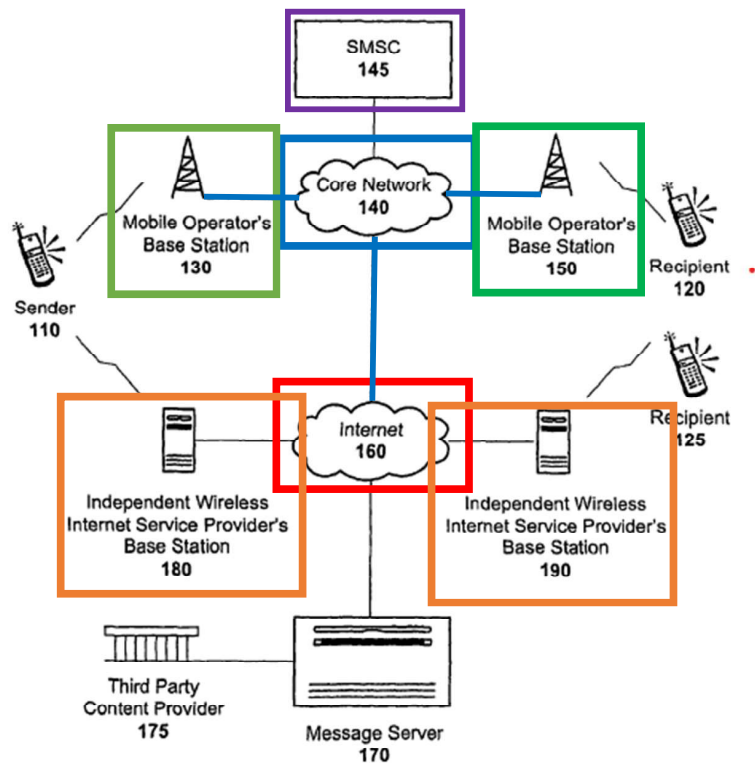 SMSC
145
Core Network
140
Mobile Operator's
Base Station
130
Mobile Operator's
Base Station
150
Sender
110
Recipient
120
Internet
160
Recipient
125
Independent Wireless
Internet Service Provider's
Base Station
180
Independent Wireless
Internet Service Provider's
Base Station
190
Third Party
Content Provider
175
Message Server
170